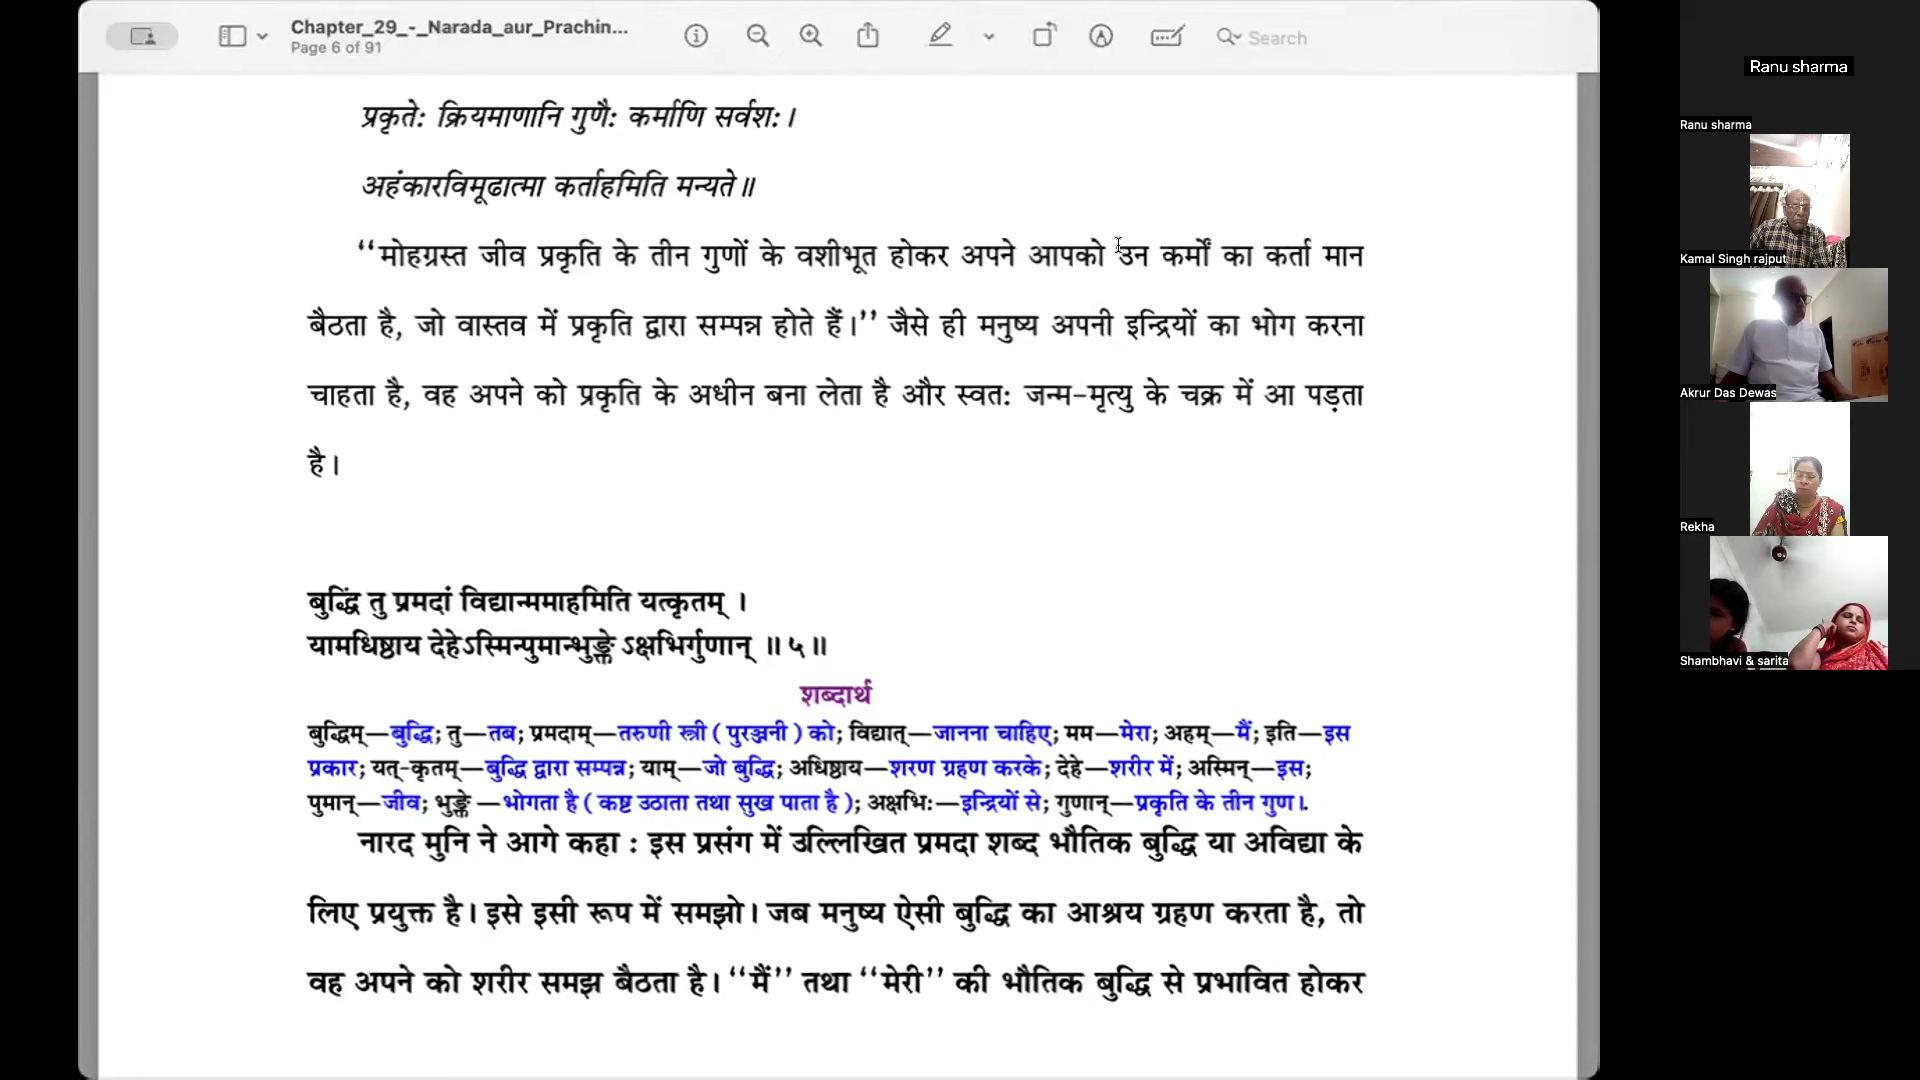 Chapter_29_-_Narada_aur_Prachin...
Page 6 of 91
Search
प्रकृतेः क्रियमाणानि गुणैः कर्माणि सर्वशः।
अहंकारविमूढात्मा कर्ताहमिति मन्यते॥
‘‘मोहग्रस्त जीव प्रकृति के तीन गुणों के वशीभूत होकर अपने आपको उन कर्मों का कर्ता मान
बैठता है, जो वास्तव में प्रकृति द्वारा सम्पन्न होते हैं।’’ जैसे ही मनुष्य अपनी इन्द्रियों का भोग करना
चाहता है, वह अपने को प्रकृति के अधीन बना लेता है और स्वतः जन्म-मृत्यु के चक्र में आ पड़ता
है।
बुद्धिं तु प्रमदां विद्यान्ममाहमिति यत्कृतम् ।
यामधिष्ठाय देहेऽस्मिन्पुमान्भुङ्के ऽक्षभिर्गुणान् ॥ ५॥
शब्दार्थ
बुद्धिम्—बुद्धि; तु—तब; प्रमदाम्—तरुणी स्त्री ( पुरञ्जनी ) को; विद्यात्—जानना चाहिए; मम—मेरा; अहम्—मैं; इति—इस
प्रकार; यत्-कृतम्—बुद्धि द्वारा सम्पन्न; याम्—जो बुद्धि; अधिष्ठाय—शरण ग्रहण करके; देहे—शरीर में; अस्मिन्—इस;
पुमान्—जीव; भुङ्के —भोगता है ( कष्ट उठाता तथा सुख पाता है ); अक्षभिः—इन्द्रियों से; गुणान्—प्रकृति के तीन गुण।.
नारद मुनि ने आगे कहा : इस प्रसंग में उल्लिखित प्रमदा शब्द भौतिक बुद्धि या अविद्या के
लिए प्रयुक्त है। इसे इसी रूप में समझो। जब मनुष्य ऐसी बुद्धि का आश्रय ग्रहण करता है, तो
वह अपने को शरीर समझ बैठता है। ‘‘मैं’’ तथा ‘‘मेरी’’ की भौतिक बुद्धि से प्रभावित होकर
Ranu sharma
Ranu sharma
Kamal Singh rajput
Akrur Das Dewas
Rekha
Shambhavi & sarita